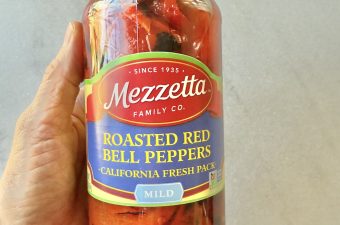 · SINCE 1935 ·
Mezzetta
FAMILY CO.
ROASTED RED
BELL PEPPERS
·CALIFORNIA FRESH PACK·
MILD